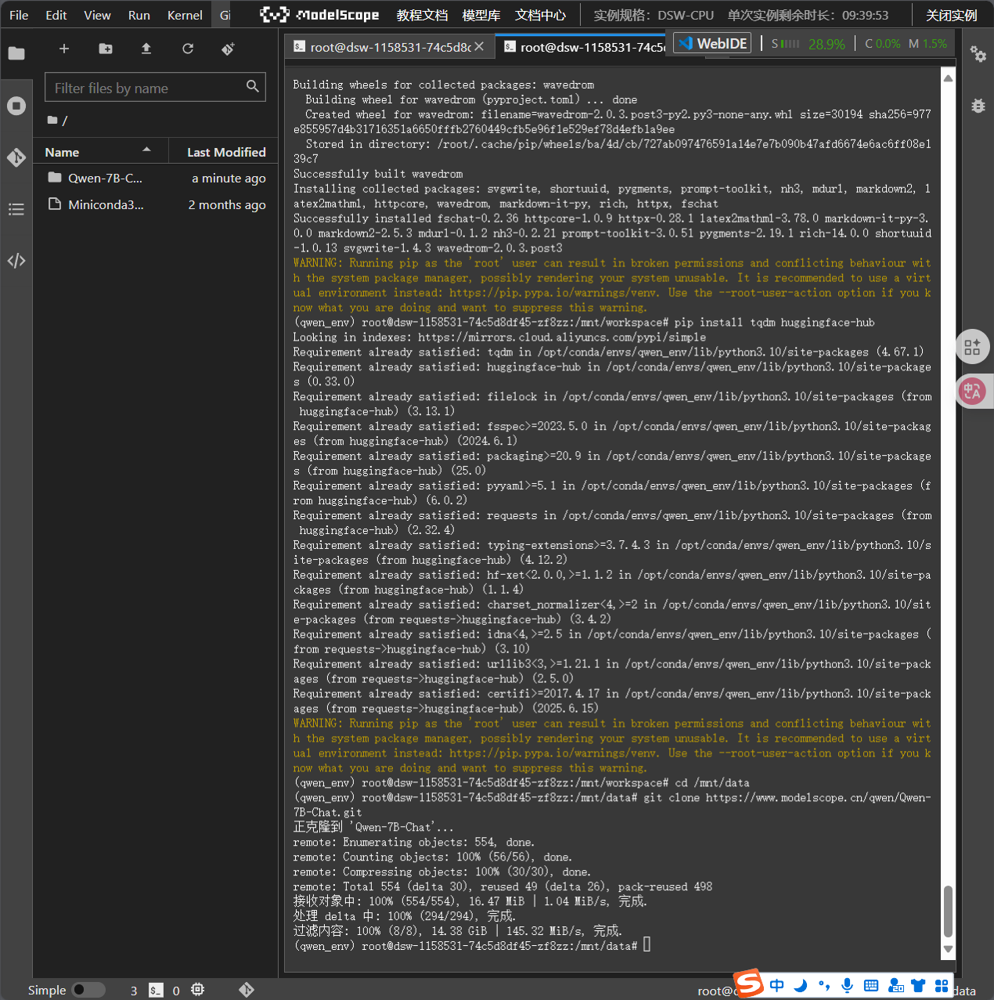 File Edit View Run Kernel Gi
ModelScope 教程文档 模型库 文档中心 实例规格：DSW-CPU 单次实例剩余时长：09:39:53 关闭实例
root@dsw-1158531-74c5d8d
root@dsw-1158531-74c5
WebIDE S 28.9% C 0.0% M 1.5%
Filter files by name
/
Name Last Modified
Qwen-7B-C... a minute ago
Miniconda3... 2 months ago
Building wheels for collected packages: wavedrom
Building wheel for wavedrom (pyproject.toml) ... done
Created wheel for wavedrom: filename=wavedrom-2.0.3.post3-py2.py3-none-any.whl size=30194 sha256=977
e855957d4b31716351a6650fffb2760449cfb5e96f1e529ef78d4efb1a9ee
Stored in directory: /root/.cache/pip/wheels/ba/4d/cb/727ab097476591a14e7e7b090b47afd6674e6ac6ff08e1
39c7
Successfully built wavedrom
Installing collected packages: svgwrite, shortuuid, pygments, prompt-toolkit, nh3, mdurl, markdown2, l
atex2mathml, httpcore, wavedrom, markdown-it-py, rich, httpx, fschat
Successfully installed fschat-0.2.36 httpcore-1.0.9 httpx-0.28.1 latex2mathml-3.78.0 markdown-it-py-3.
0.0 markdown2-2.5.3 mdurl-0.1.2 nh3-0.2.21 prompt-toolkit-3.0.51 pygments-2.19.1 rich-14.0.0 shortuuid
-1.0.13 svgwrite-1.4.3 wavedrom-2.0.3.post3
WARNING: Running pip as the 'root' user can result in broken permissions and conflicting behaviour wit
h the system package manager, possibly rendering your system unusable. It is recommended to use a virt
ual environment instead: https://pip.pypa.io/warnings/venv. Use the --root-user-action option if you k
now what you are doing and want to suppress this warning.
(qwen_env) root@dsw-1158531-74c5d8df45-zf8zz:/mnt/workspace# pip install tqdm huggingface-hub
Looking in indexes: https://mirrors.cloud.aliyuncs.com/pypi/simple
Requirement already satisfied: tqdm in /opt/conda/envs/qwen_env/lib/python3.10/site-packages (4.67.1)
Requirement already satisfied: huggingface-hub in /opt/conda/envs/qwen_env/lib/python3.10/site-package
s (0.33.0)
Requirement already satisfied: filelock in /opt/conda/envs/qwen_env/lib/python3.10/site-packages (from
huggingface-hub) (3.13.1)
Requirement already satisfied: fsspec>=2023.5.0 in /opt/conda/envs/qwen_env/lib/python3.10/site-packag
es (from huggingface-hub) (2024.6.1)
Requirement already satisfied: packaging>=20.9 in /opt/conda/envs/qwen_env/lib/python3.10/site-package
s (from huggingface-hub) (25.0)
Requirement already satisfied: pyyaml>=5.1 in /opt/conda/envs/qwen_env/lib/python3.10/site-packages (f
rom huggingface-hub) (6.0.2)
Requirement already satisfied: requests in /opt/conda/envs/qwen_env/lib/python3.10/site-packages (from
huggingface-hub) (2.32.4)
Requirement already satisfied: typing-extensions>=3.7.4.3 in /opt/conda/envs/qwen_env/lib/python3.10/s
ite-packages (from huggingface-hub) (4.12.2)
Requirement already satisfied: hf-xet<2.0.0,>=1.1.2 in /opt/conda/envs/qwen_env/lib/python3.10/site-pa
ckages (from huggingface-hub) (1.1.4)
Requirement already satisfied: charset_normalizer<4,>=2 in /opt/conda/envs/qwen_env/lib/python3.10/sit
e-packages (from requests->huggingface-hub) (3.4.2)
Requirement already satisfied: idna<4,>=2.5 in /opt/conda/envs/qwen_env/lib/python3.10/site-packages (
from requests->huggingface-hub) (3.10)
Requirement already satisfied: urllib3<3,>=1.21.1 in /opt/conda/envs/qwen_env/lib/python3.10/site-pack
ages (from requests->huggingface-hub) (2.5.0)
Requirement already satisfied: certifi>=2017.4.17 in /opt/conda/envs/qwen_env/lib/python3.10/site-pack
ages (from requests->huggingface-hub) (2025.6.15)
WARNING: Running pip as the 'root' user can result in broken permissions and conflicting behaviour wit
h the system package manager, possibly rendering your system unusable. It is recommended to use a virt
ual environment instead: https://pip.pypa.io/warnings/venv. Use the --root-user-action option if you k
now what you are doing and want to suppress this warning.
(qwen_env) root@dsw-1158531-74c5d8df45-zf8zz:/mnt/workspace# cd /mnt/data
(qwen_env) root@dsw-1158531-74c5d8df45-zf8zz:/mnt/data# git clone https://www.modelscope.cn/qwen/Qwen-
7B-Chat.git
正克隆到 'Qwen-7B-Chat'...
remote: Enumerating objects: 554, done.
remote: Counting objects: 100% (56/56), done.
remote: Compressing objects: 100% (30/30), done.
remote: Total 554 (delta 30), reused 49 (delta 26), pack-reused 498
接收对象中: 100% (554/554), 16.47 MiB | 1.04 MiB/s, 完成.
处理 delta 中: 100% (294/294), 完成.
过滤内容: 100% (8/8), 14.38 GiB | 145.32 MiB/s, 完成.
(qwen_env) root@dsw-1158531-74c5d8df45-zf8zz:/mnt/data#
中A
Simple 3 0 root@ data
S 中